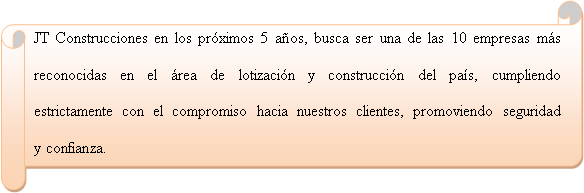 JT Construcciones en los próximos 5 años, busca ser una de las 10 empresas más
reconocidas en el área de lotización y construcción del país, cumpliendo
estrictamente con el compromiso hacia nuestros clientes, promoviendo seguridad
y confianza.